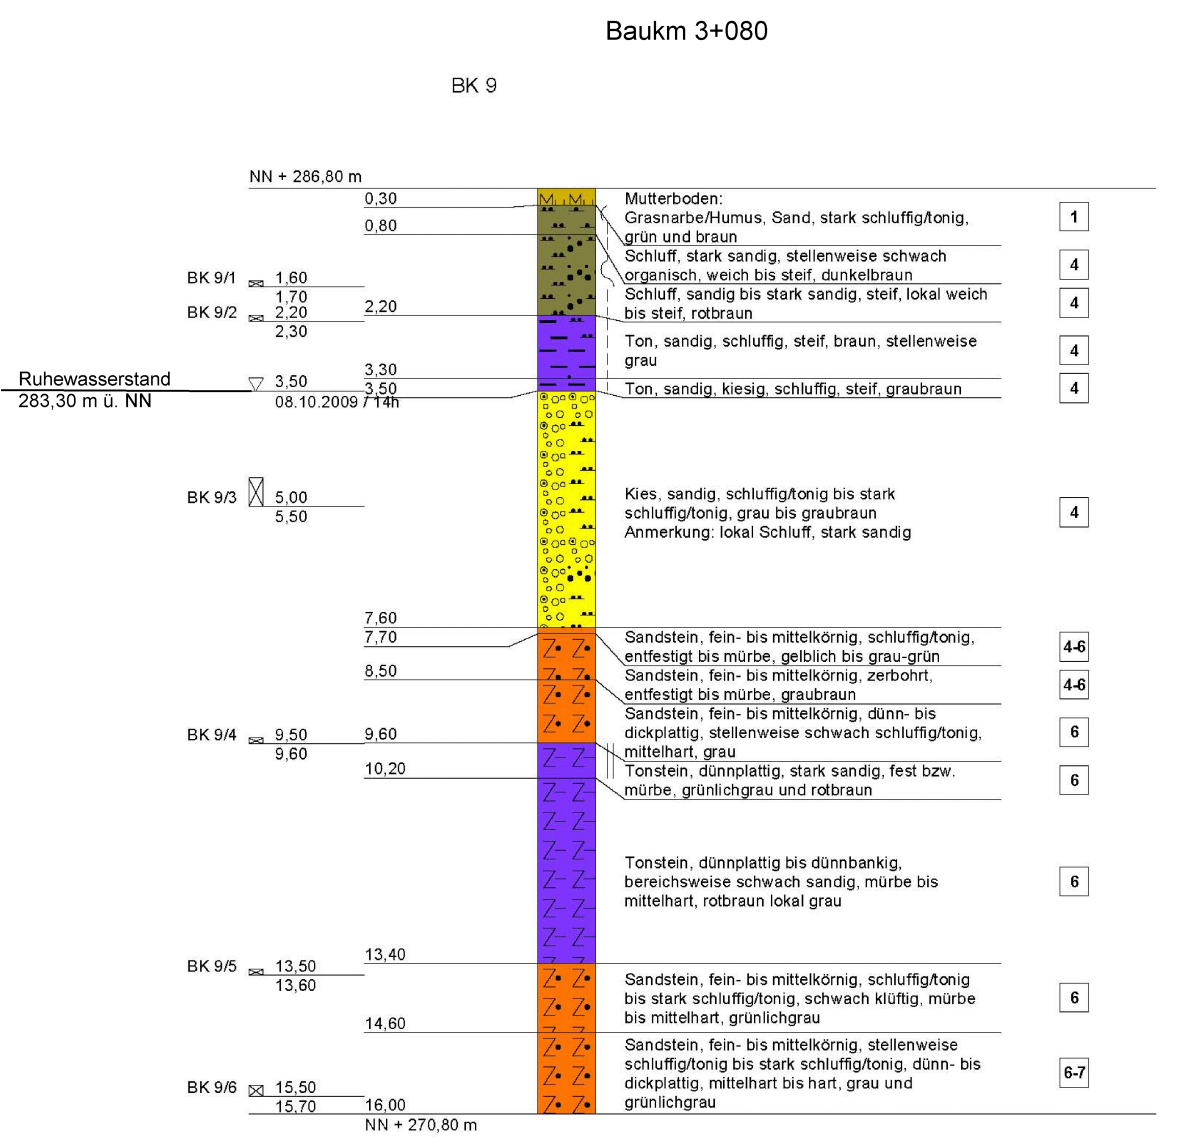 Baukm 3+080
BK 9
NN + 286,80 m
0,30
Mutterboden:
Grasnarbe/Humus, Sand, stark schluffig/tonig,
grün und braun
1
0,80
Schluff, stark sandig, stellenweise schwach
organisch, weich bis steif, dunkelbraun
4
BK 9/1
1,60
1,70
Schluff, sandig bis stark sandig, steif, lokal weich
bis steif, rotbraun
4
BK 9/2
2,20
2,30
2,20
Ton, sandig, schluffig, steif, braun, stellenweise
grau
4
3,30
Ruhewasserstand
283,30 m ü. NN
3,50
08.10.2009 / 14h
3,50
Ton, sandig, kiesig, schluffig, steif, graubraun
4
BK 9/3
5,00
5,50
Kies, sandig, schluffig/tonig bis stark
schluffig/tonig, grau bis graubraun
Anmerkung: lokal Schluff, stark sandig
4
7,60
7,70
Sandstein, fein- bis mittelkörnig, schluffig/tonig,
entfestigt bis mürbe, gelblich bis grau-grün
4-6
8,50
Sandstein, fein- bis mittelkörnig, zerbohrt,
entfestigt bis mürbe, graubraun
4-6
BK 9/4
9,50
9,60
9,60
Sandstein, fein- bis mittelkörnig, dünn- bis
dickplattig, stellenweise schwach schluffig/tonig,
mittelhart, grau
6
10,20
Tonstein, dünnplattig, stark sandig, fest bzw.
mürbe, grünlichgrau und rotbraun
6
Tonstein, dünnplattig bis dünnbankig,
bereichsweise schwach sandig, mürbe bis
mittelhart, rotbraun lokal grau
6
13,40
BK 9/5
13,50
13,60
Sandstein, fein- bis mittelkörnig, schluffig/tonig
bis stark schluffig/tonig, schwach klüftig, mürbe
bis mittelhart, grünlichgrau
6
14,60
Sandstein, fein- bis mittelkörnig, stellenweise
schluffig/tonig bis stark schluffig/tonig, dünn- bis
dickplattig, mittelhart bis hart, grau und
grünlichgrau
6-7
BK 9/6
15,50
15,70
16,00
NN + 270,80 m